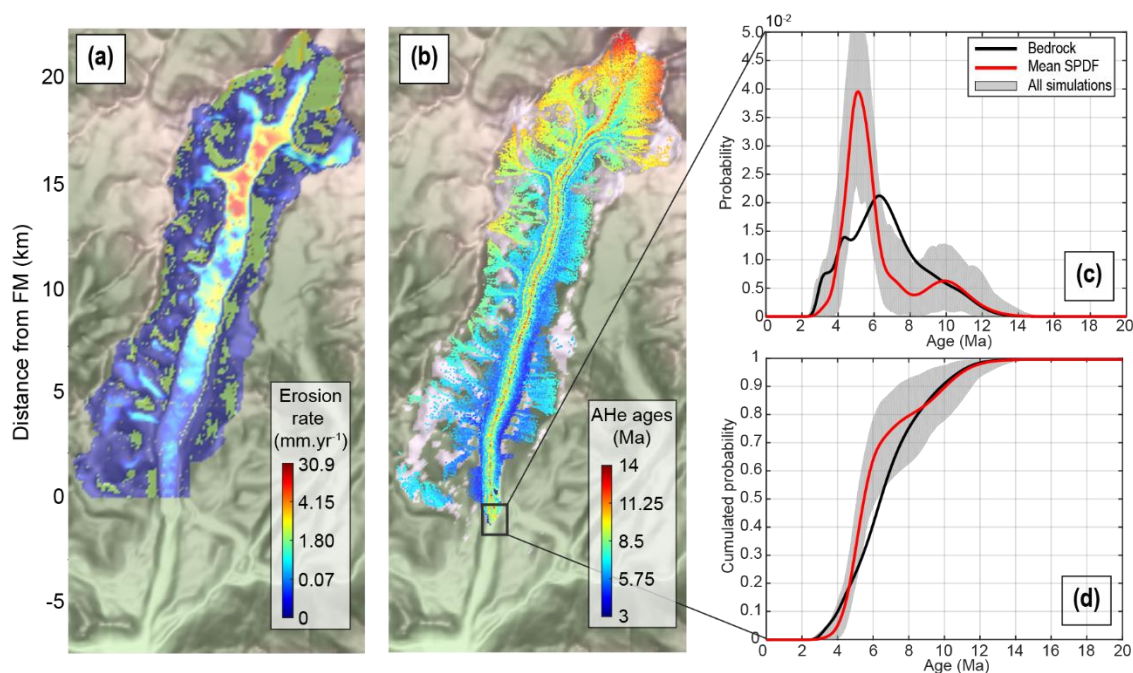 (a)
20
15
10
5
0
-5
Distance from FM (km)
Erosion
rate
(mm.yr⁻¹)
30.9
4.15
1.80
0.07
0
(b)
AHe ages
(Ma)
14
11.25
8.5
5.75
3
5.0 x10⁻²
4.5
4.0
3.5
3.0
2.5
2.0
1.5
1.0
0.5
0
Probability
Bedrock
Mean SPDF
All simulations
(c)
0 2 4 6 8 10 12 14 16 18 20
Age (Ma)
1
0.9
0.8
0.7
0.6
0.5
0.4
0.3
0.2
0.1
0
Cumulated probability
(d)
0 2 4 6 8 10 12 14 16 18 20
Age (Ma)